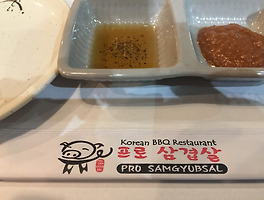 Korean BBQ Restaurant
프로 삼겹살
PRO SAMGYUBSAL